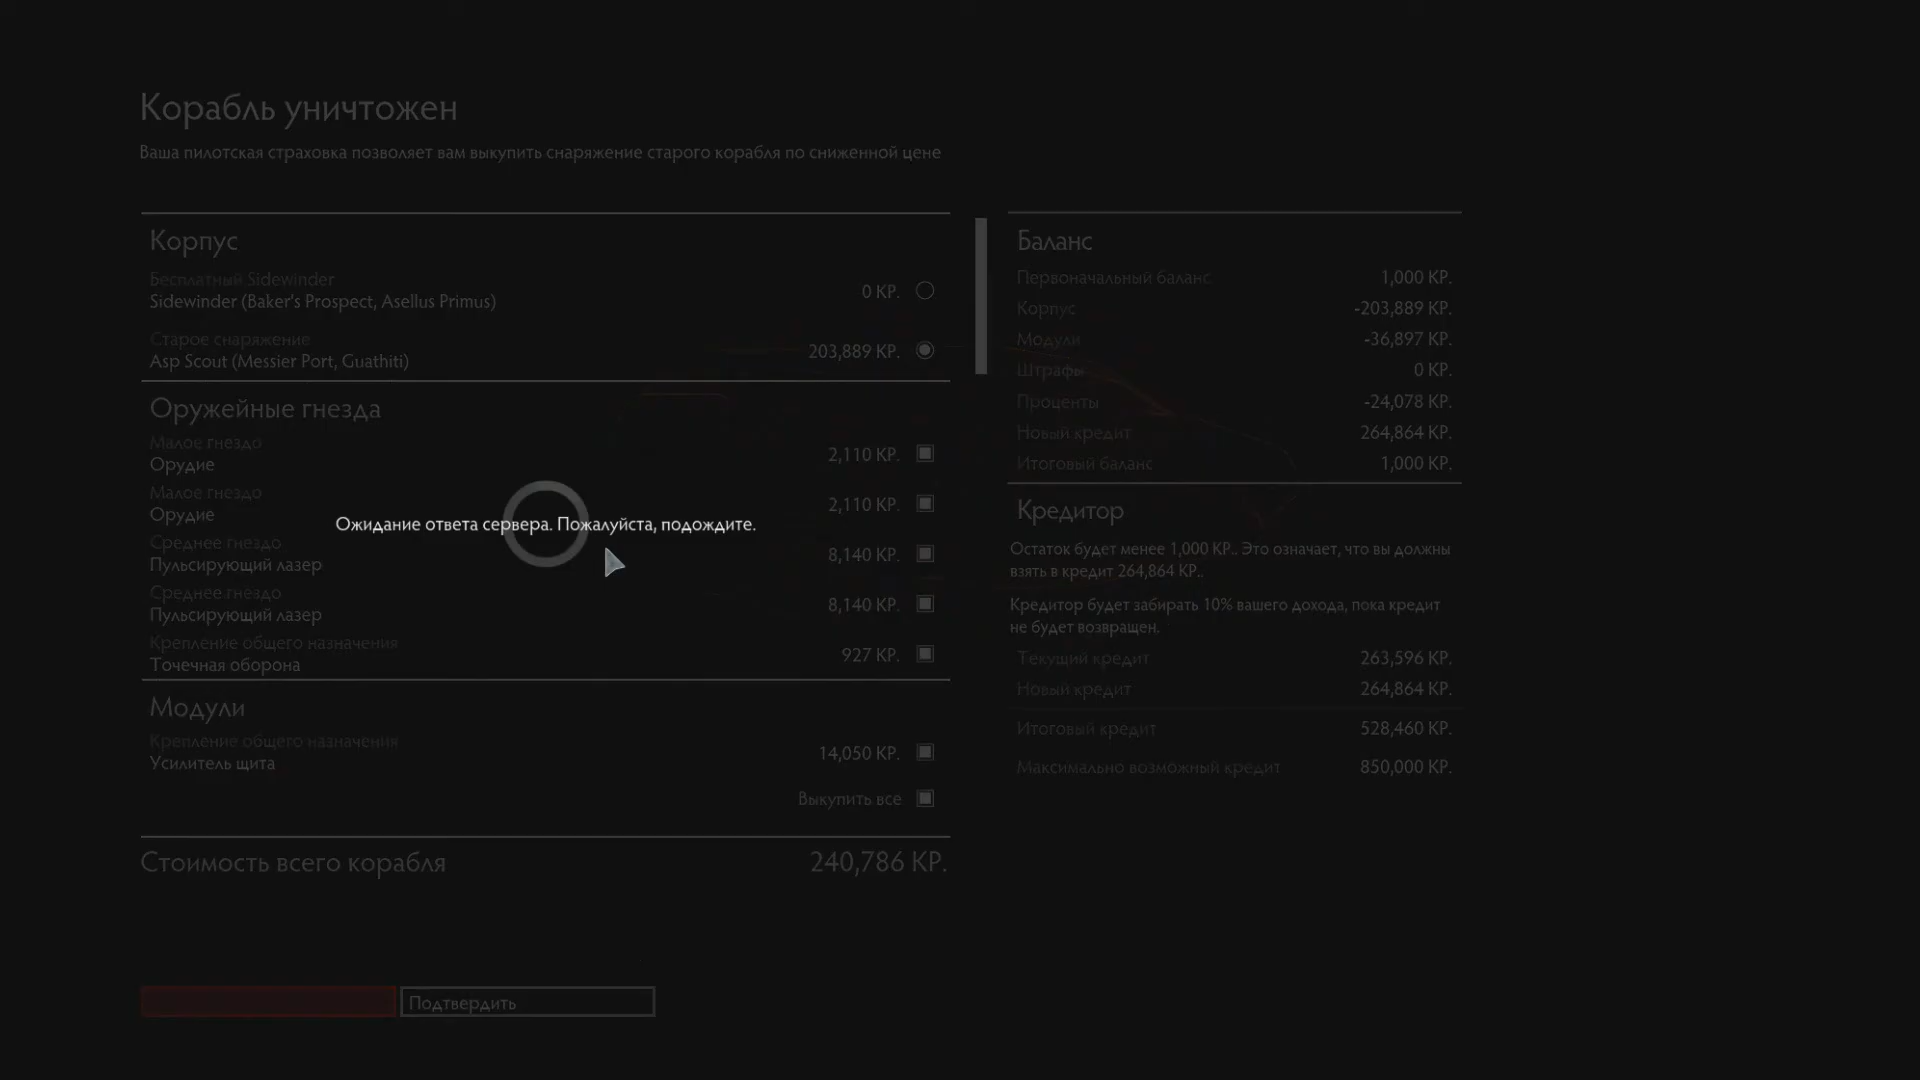 Корабль уничтожен
Ваша пилотская страховка позволяет вам выкупить снаряжение старого корабля по сниженной цене
Корпус
Бесплатный Sidewinder
Sidewinder (Baker's Prospect, Asellus Primus)
0 КР.
Старое снаряжение
Asp Scout (Messier Port, Guathiti)
203,889 КР.
Оружейные гнезда
Малое гнездо
Орудие
2,110 КР.
Малое гнездо
Орудие
2,110 КР.
Среднее гнездо
Пульсирующий лазер
8,140 КР.
Среднее гнездо
Пульсирующий лазер
8,140 КР.
Крепление общего назначения
Точечная оборона
927 КР.
Модули
Крепление общего назначения
Усилитель щита
14,050 КР.
Выкупить все
Стоимость всего корабля 240,786 КР.
Ожидание ответа сервера. Пожалуйста, подождите.
Баланс
Первоначальный баланс 1,000 КР.
Корпус -203,889 КР.
Модули -36,897 КР.
Штрафы 0 КР.
Проценты -24,078 КР.
Новый кредит 264,864 КР.
Итоговый баланс 1,000 КР.
Кредитор
Остаток будет менее 1,000 КР.. Это означает, что вы должны
взять в кредит 264,864 КР..
Кредитор будет забирать 10% вашего дохода, пока кредит
не будет возвращен.
Текущий кредит 263,596 КР.
Новый кредит 264,864 КР.
Итоговый кредит 528,460 КР.
Максимально возможный кредит 850,000 КР.
Подтвердить